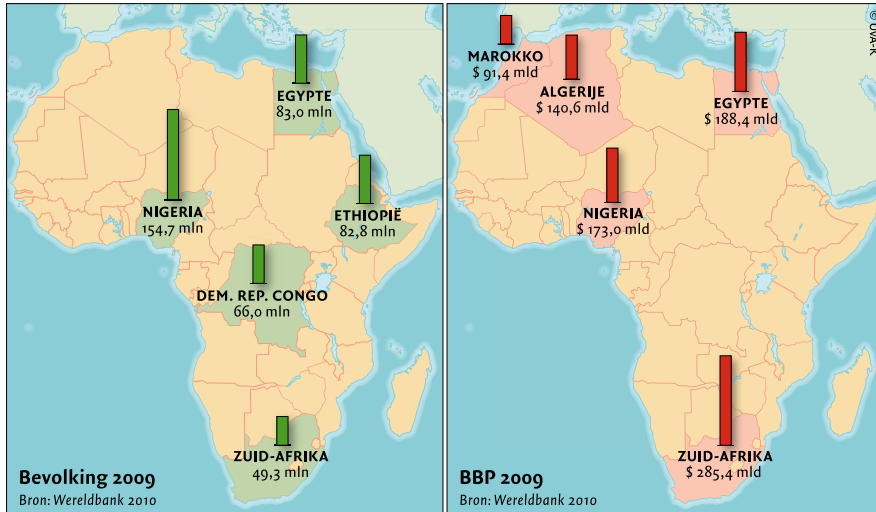 EGYPTE
83,0 mln
NIGERIA
154,7 mln
ETHIOPIË
82,8 mln
DEM. REP. CONGO
66,0 mln
ZUID-AFRIKA
49,3 mln
Bevolking 2009
Bron: Wereldbank 2010
MAROKKO
$ 91,4 mld
ALGERIJE
$ 140,6 mld
EGYPTE
$ 188,4 mld
NIGERIA
$ 173,0 mld
ZUID-AFRIKA
$ 285,4 mld
BBP 2009
Bron: Wereldbank 2010
© UVA-K